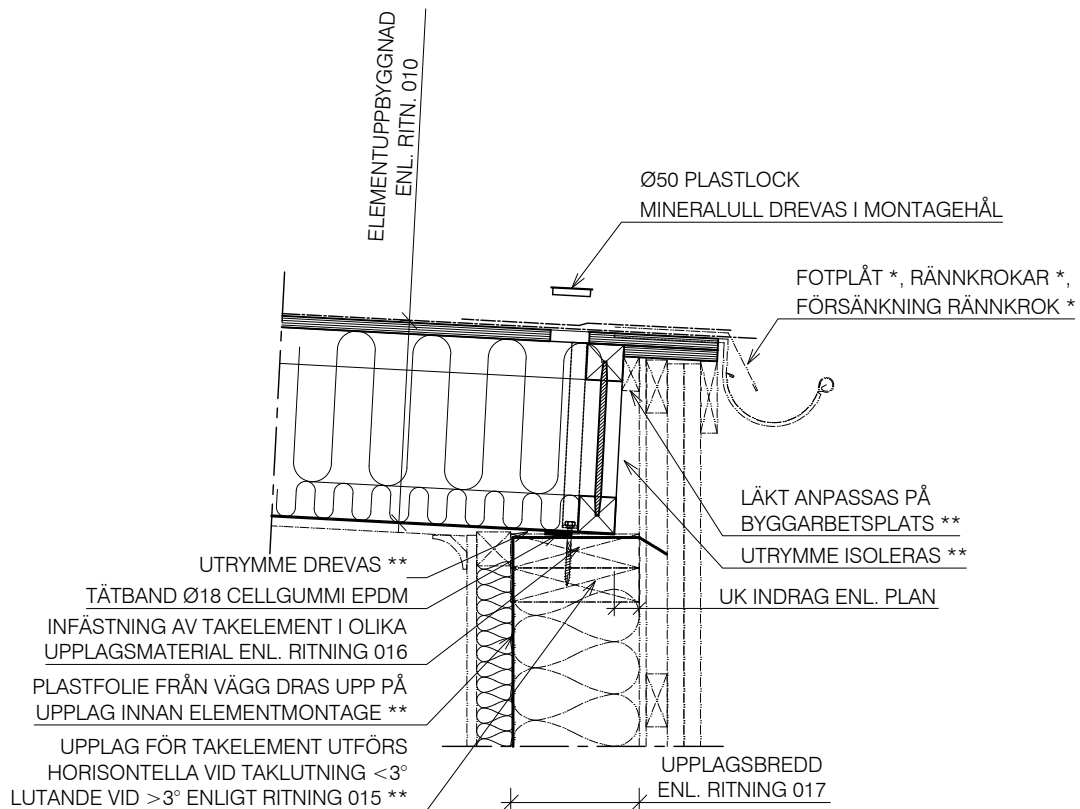 ELEMENTUPPBYGGNAD
ENL. RITN. 010
Ø50 PLASTLOCK
MINERALULL DREVAS I MONTAGEHÅL
FOTPLÅT *, RÄNNKROKAR *,
FÖRSÄNKNING RÄNNKROK *
LÄKT ANPASSAS PÅ
BYGGARBETSPLATS **
UTRYMME ISOLERAS **
UK INDRAG ENL. PLAN
UTRYMME DREVAS **
TÄTBAND Ø18 CELLGUMMI EPDM
INFÄSTNING AV TAKELEMENT I OLIKA
UPPLAGSMATERIAL ENL. RITNING 016
PLASTFOLIE FRÅN VÄGG DRAS UPP PÅ
UPPLAG INNAN ELEMENTMONTAGE **
UPPLAG FÖR TAKELEMENT UTFÖRS
HORISONTELLA VID TAKLUTNING <3°
LUTANDE VID >3° ENLIGT RITNING 015 **
UPPLAGSBREDD
ENL. RITNING 017